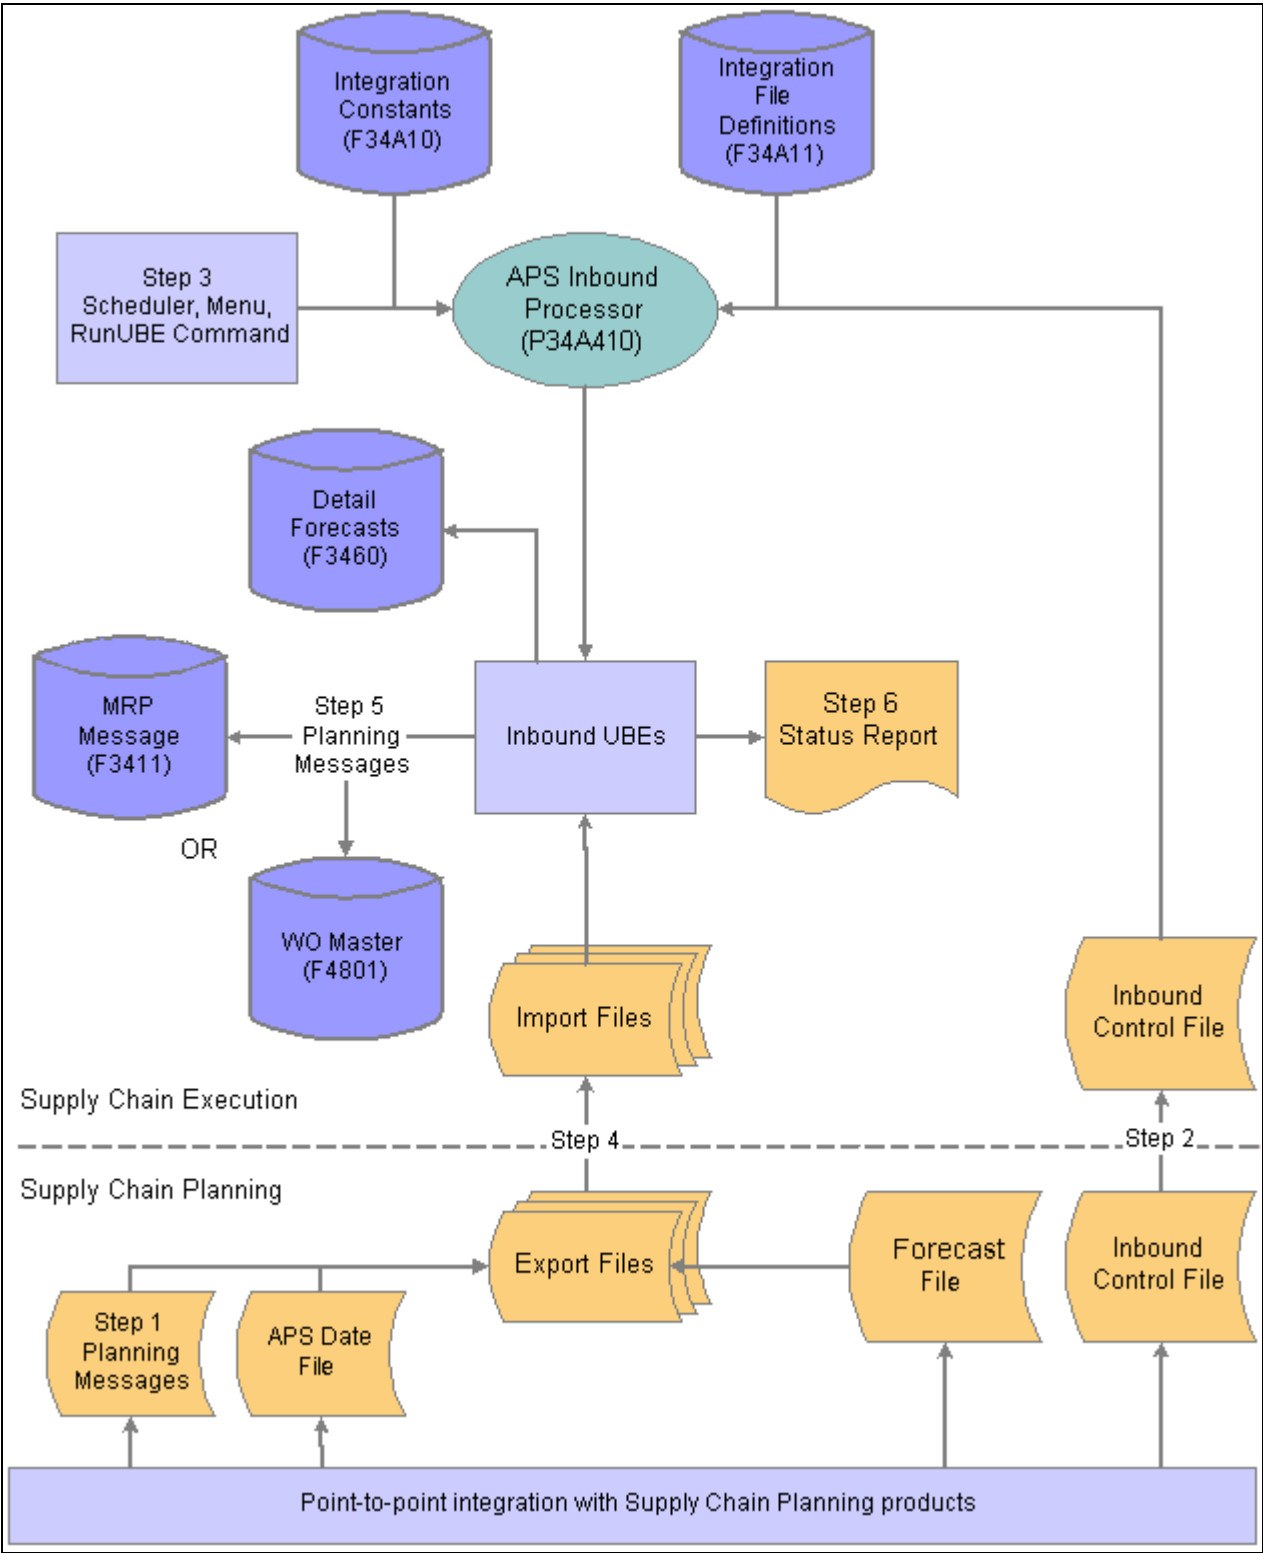 Integration
Constants
(F34A10)
Integration
File
Definitions
(F34A11)
Step 3
Scheduler, Menu,
RunUBE Command
APS Inbound
Processor
(P34A410)
Detail
Forecasts
(F3460)
MRP
Message
(F3411)
Step 5
Planning
Messages
Inbound UBEs
Step 6
Status Report
OR
WO Master
(F4801)
Import Files
Inbound
Control File
Supply Chain Execution
Step 4
Step 2
Supply Chain Planning
Export Files
Forecast
File
Inbound
Control File
Step 1
Planning
Messages
APS Date
File
Point-to-point integration with Supply Chain Planning products